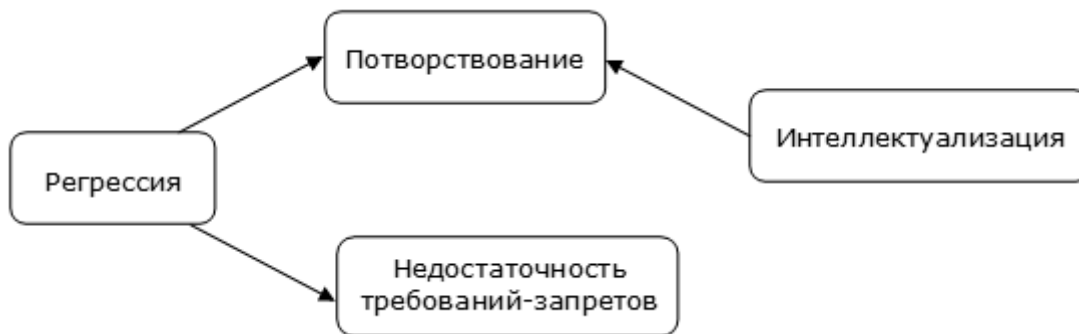 Потворствование
Интеллектуализация
Регрессия
Недостаточность
требований-запретов